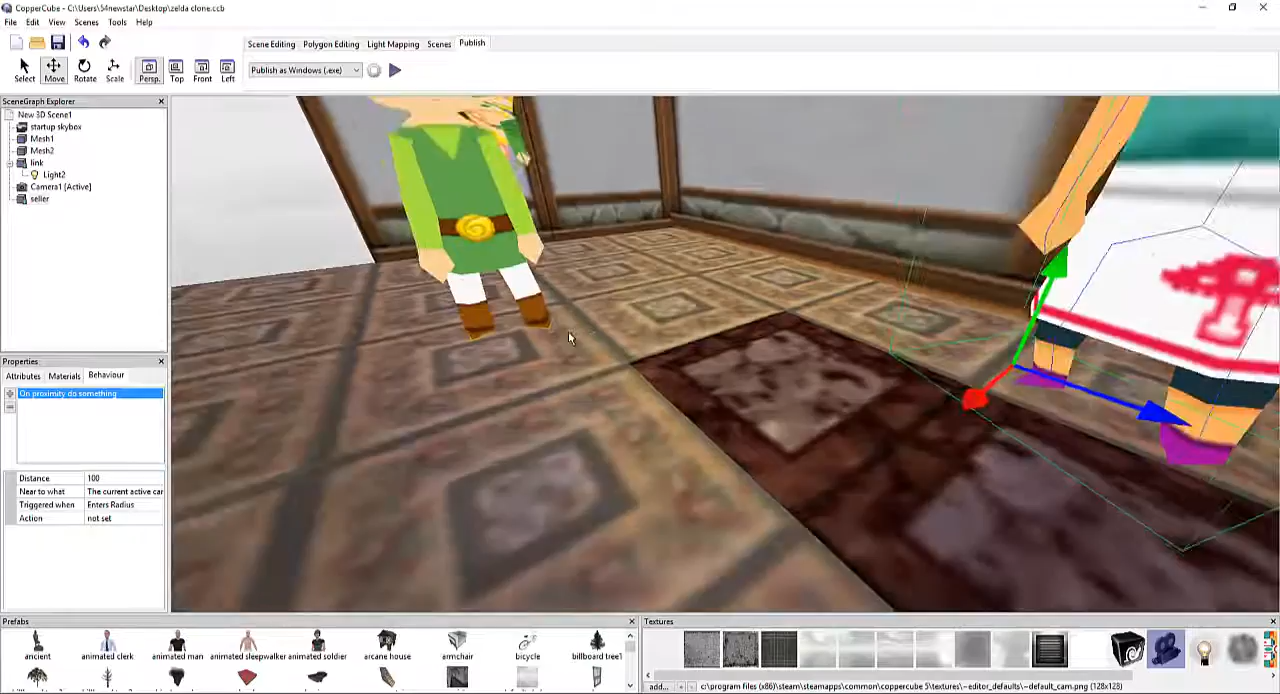 CopperCube - C:\Users\54newstar\Desktop\zelda clone.ccb
File Edit View Scenes Tools Help
Scene Editing Polygon Editing Light Mapping Scenes Publish
Select Move Rotate Scale Persp. Top Front Left
Publish as Windows (.exe)
SceneGraph Explorer
New 3D Scene1
startup skybox
Mesh1
Mesh2
link
Light2
Camera1 [Active]
seller
Properties
Attributes Materials Behaviour
On proximity do something
Distance 100
Near to what The current active car
Triggered when Enters Radius
Action not set
Prefabs
ancient animated clerk animated man animated sleepwalker animated sold arcane house armchair bicycle billboard tree1
Textures
add... c:\program files (x86)\steam\steamapps\common\coppercube 5\textures\~editor_defaults\~default_cam.png (128x128)